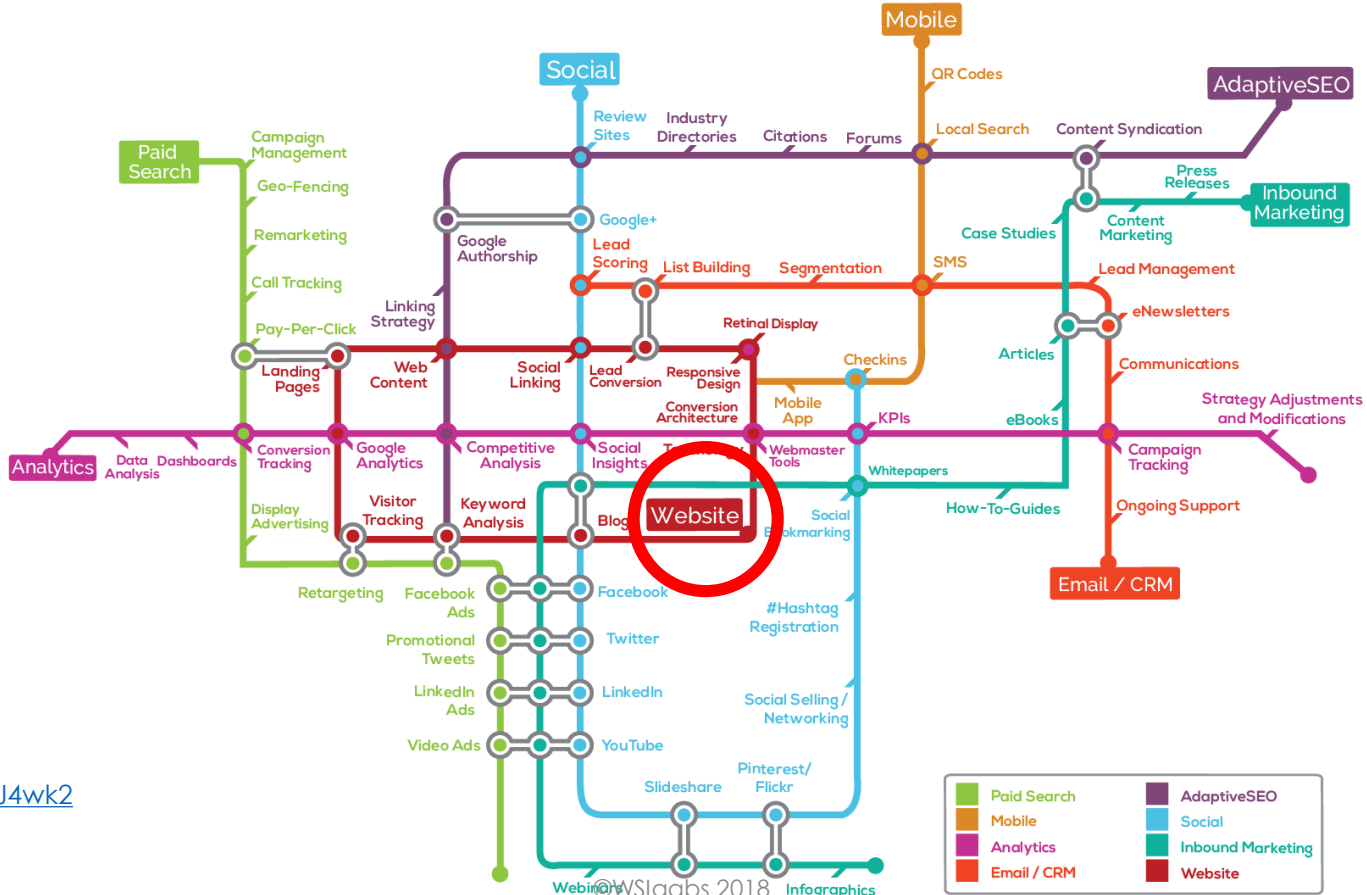 Mobile
Social
QR Codes
AdaptiveSEO
Review
Sites
Industry
Directories
Citations
Forums
Local Search
Content Syndication
Paid
Search
Campaign
Management
Geo-Fencing
Press
Releases
Inbound
Marketing
Google+
Content
Marketing
Case Studies
Remarketing
Google
Authorship
Lead
Scoring
List Building
Segmentation
SMS
Lead Management
Call Tracking
Linking
Strategy
eNewsletters
Pay-Per-Click
Retinal Display
Landing
Pages
Web
Content
Social
Linking
Lead
Conversion
Responsive
Design
Checkins
Articles
Communications
Mobile
App
Conversion
Architecture
KPIs
eBooks
Strategy Adjustments
and Modifications
Analytics
Data
Analysis
Dashboards
Conversion
Tracking
Google
Analytics
Competitive
Analysis
Social
Insights
Webmaster
Tools
Campaign
Tracking
Whitepapers
Display
Advertising
Visitor
Tracking
Keyword
Analysis
Blog
Website
Social
How-To-Guides
Ongoing Support
Email / CRM
Retargeting
Facebook
Ads
Facebook
#Hashtag
Registration
Promotional
Tweets
Twitter
LinkedIn
Ads
LinkedIn
Social Selling /
Networking
Video Ads
YouTube
Slideshare
Pinterest/
Flickr
J4wk2
Paid Search
AdaptiveSEO
Mobile
Social
Analytics
Inbound Marketing
Email / CRM
Website
Webinars
©WSIaabs 2018
Infographics